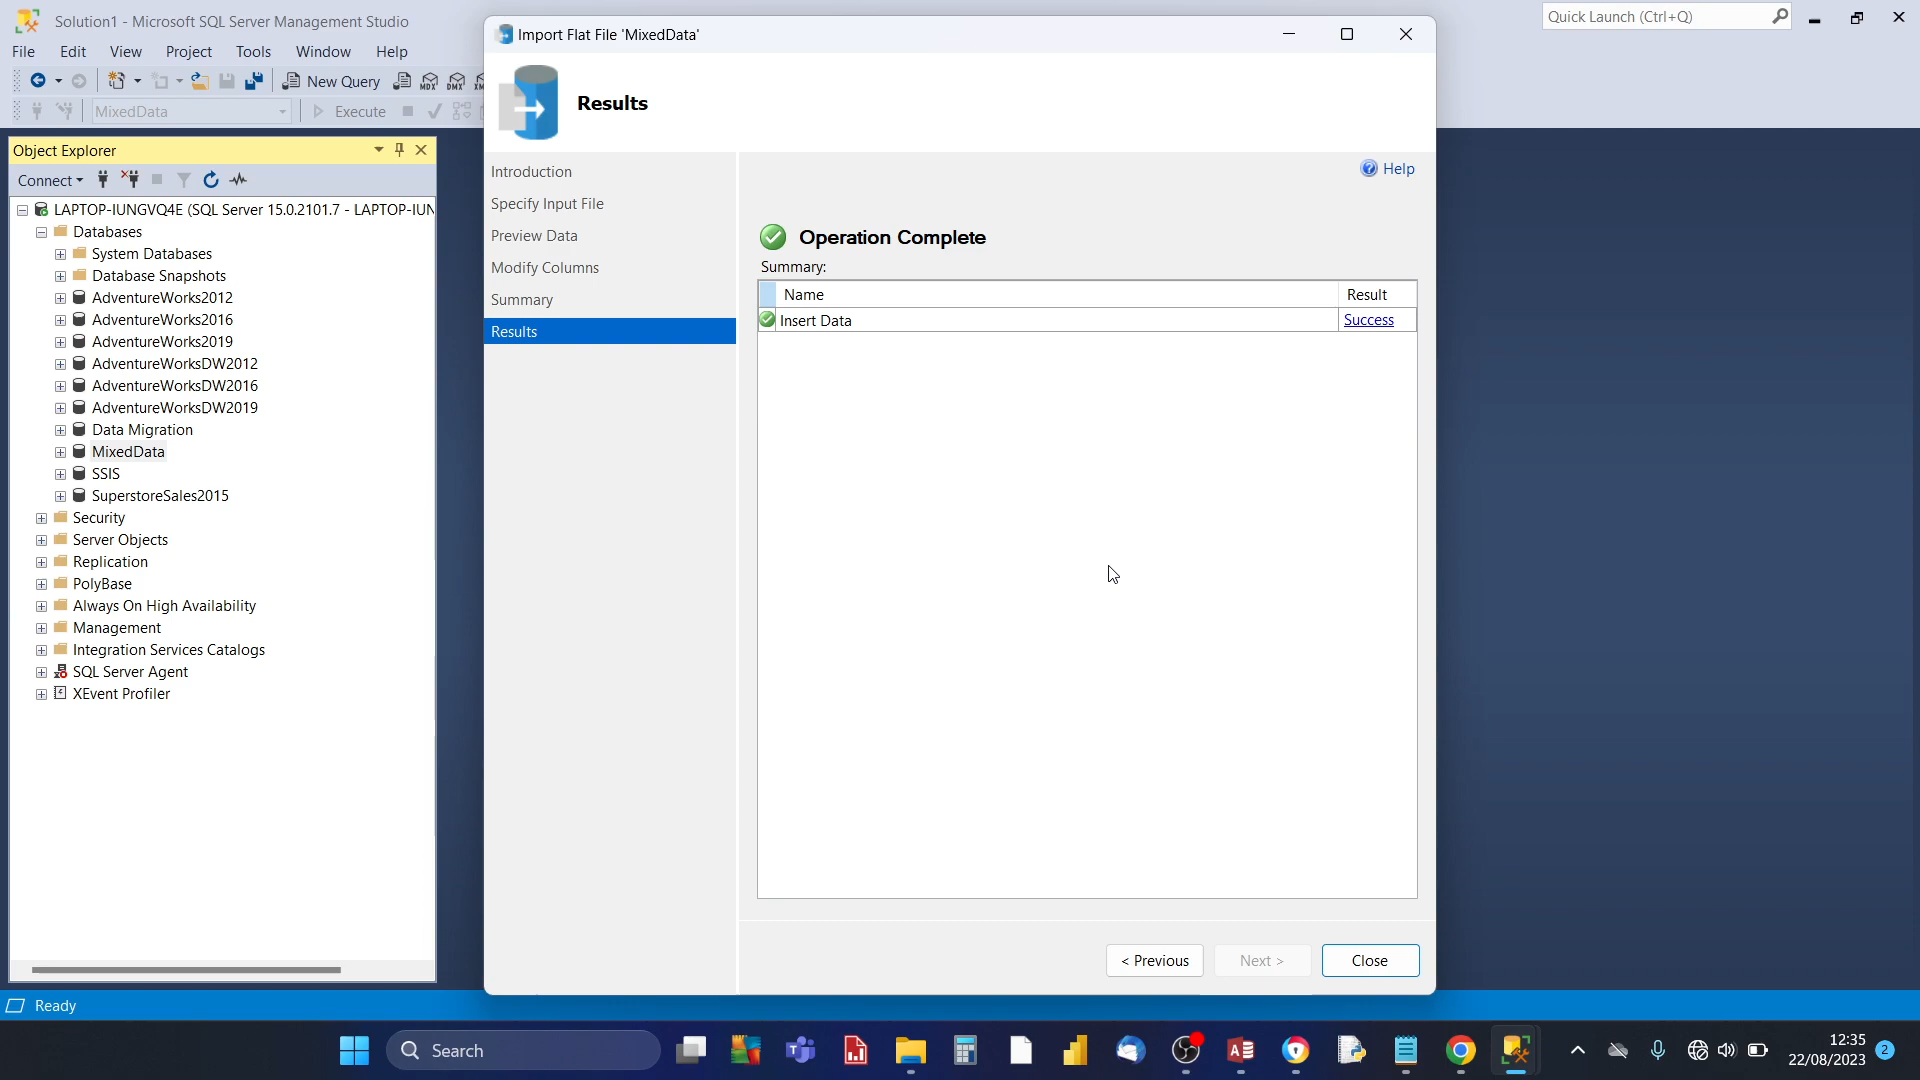 Solution1 - Microsoft SQL Server Management Studio
Quick Launch (Ctrl+Q)
File Edit View Project Tools Window Help
New Query
MDX
DMX
MixedData
Execute
Object Explorer
Connect
LAPTOP-IUNGVQ4E (SQL Server 15.0.2101.7 - LAPTOP-IUN
Databases
System Databases
Database Snapshots
AdventureWorks2012
AdventureWorks2016
AdventureWorks2019
AdventureWorksDW2012
AdventureWorksDW2016
AdventureWorksDW2019
Data Migration
MixedData
SSIS
SuperstoreSales2015
Security
Server Objects
Replication
PolyBase
Always On High Availability
Management
Integration Services Catalogs
SQL Server Agent
XEvent Profiler
Import Flat File 'MixedData'
Results
Introduction
Specify Input File
Preview Data
Modify Columns
Summary
Results
Help
Operation Complete
Summary:
Name Result
Insert Data Success
< Previous Next > Close
Ready
Search
12:35
22/08/2023
2